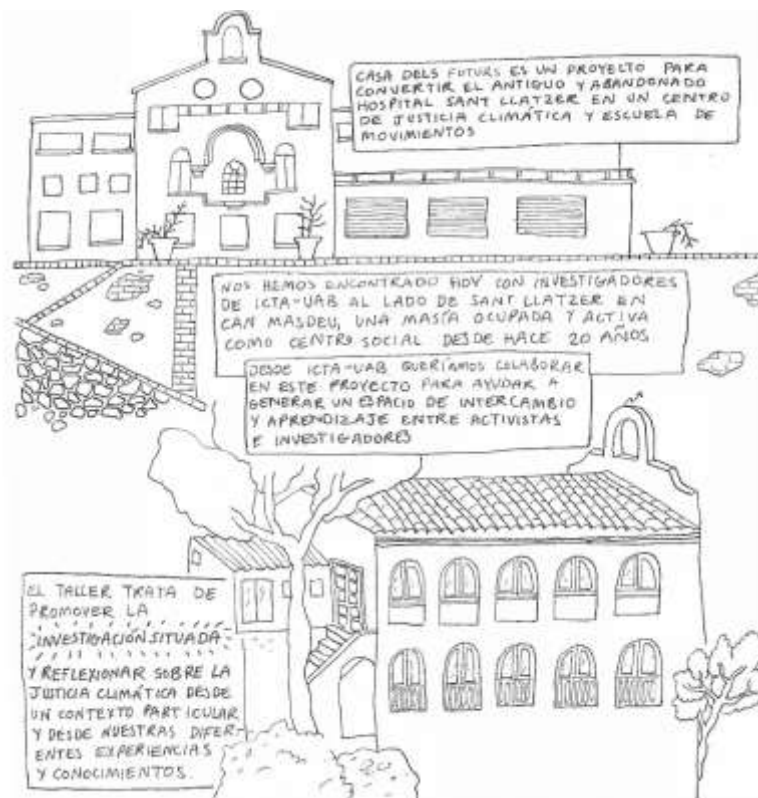 CASA DELS FUTURS ES UN PROYECTO PARA
CONVERTIR EL ANTIGUO Y ABANDONADO
HOSPITAL SANT LLATZER EN UN CENTRO
DE JUSTICIA CLIMÁTICA Y ESCUELA DE
MOVIMIENTOS
NOS HEMOS ENCONTRADO HOY CON INVESTIGADORES
DE ICTA-UAB AL LADO DE SANT LLATZER EN
CAN MASDEU, UNA MASÍA OCUPADA Y ACTIVA
COMO CENTRO SOCIAL DESDE HACE 20 AÑOS
DESDE ICTA-UAB QUERÍAMOS COLABORAR
EN ESTE PROYECTO PARA AYUDAR A
GENERAR UN ESPACIO DE INTERCAMBIO
Y APRENDIZAJE ENTRE ACTIVISTAS
E INVESTIGADORES
EL TALLER TRATA DE
PROMOVER LA
INVESTIGACIÓN SITUADA
Y REFLEXIONAR SOBRE LA
JUSTICIA CLIMÁTICA DESDE
UN CONTEXTO PARTICULAR
Y DESDE NUESTRAS DIFER-
ENTES EXPERIENCIAS
Y CONOCIMIENTOS.